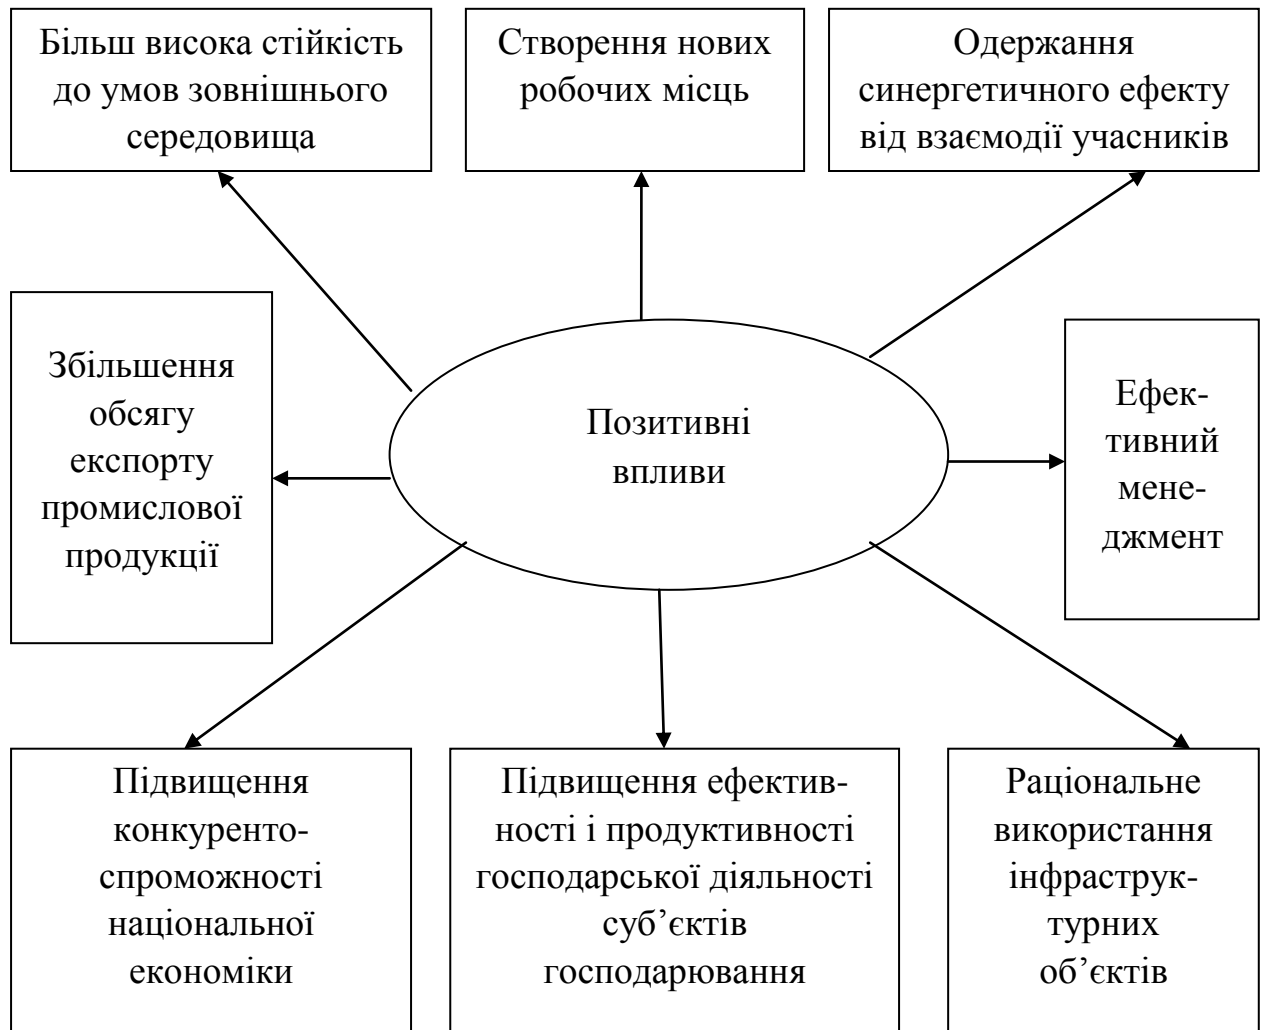 Більш висока стійкість
до умов зовнішнього
середовища
Створення нових
робочих місць
Одержання
синергетичного ефекту
від взаємодії учасників
Збільшення
обсягу
експорту
промислової
продукції
Позитивні
впливи
Ефек-
тивний
мене-
джмент
Підвищення
конкуренто-
спроможності
національної
економіки
Підвищення ефектив-
ності і продуктивності
господарської діяльності
суб’єктів
господарювання
Раціональне
використання
інфраструк-
турних
об’єктів